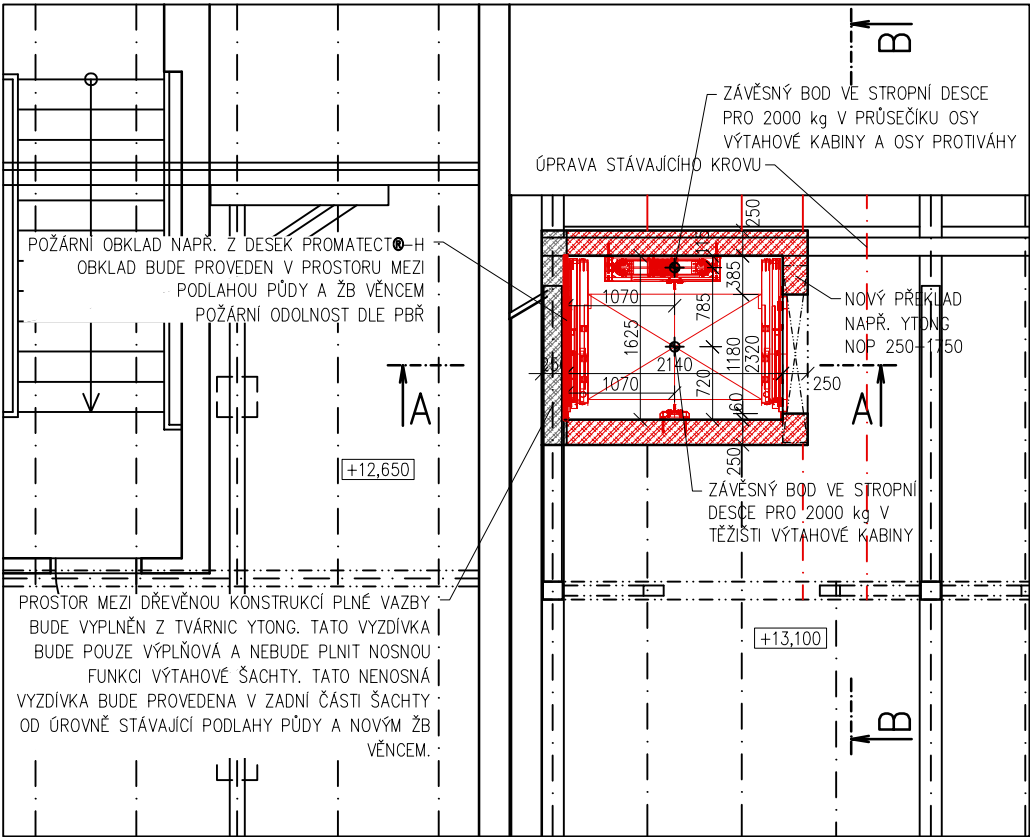 B
ZÁVĚSNÝ BOD VE STROPNÍ DESCE
PRO 2000 kg V PRŮSEČÍKU OSY
VÝTAHOVÉ KABINY A OSY PROTIVÁHY
ÚPRAVA STÁVAJÍCÍHO KROVU
POŽÁRNÍ OBKLAD NAPŘ. Z DESEK PROMATECT®-H
OBKLAD BUDE PROVEDEN V PROSTORU MEZI
PODLAHOU PŮDY A ŽB VĚNCEM
POŽÁRNÍ ODOLNOST DLE PBŘ
250
385
1070
785
1625
1180
2320
2140
1070
720
60
250
250
NOVÝ PŘEKLAD
NAPŘ. YTONG
NOP 250-1750
A
A
+12,650
ZÁVĚSNÝ BOD VE STROPNÍ
DESCE PRO 2000 kg V
TĚŽIŠTI VÝTAHOVÉ KABINY
PROSTOR MEZI DŘEVĚNOU KONSTRUKCÍ PLNÉ VAZBY
BUDE VYPLNĚN Z TVÁRNIC YTONG. TATO VYZDÍVKA
BUDE POUZE VÝPLŇOVÁ A NEBUDE PLNIT NOSNOU
FUNKCI VÝTAHOVÉ ŠACHTY. TATO NENOSNÁ
VYZDÍVKA BUDE PROVEDENA V ZADNÍ ČÁSTI ŠACHTY
OD ÚROVNĚ STÁVAJÍCÍ PODLAHY PŮDY A NOVÝM ŽB
VĚNCEM.
+13,100
B